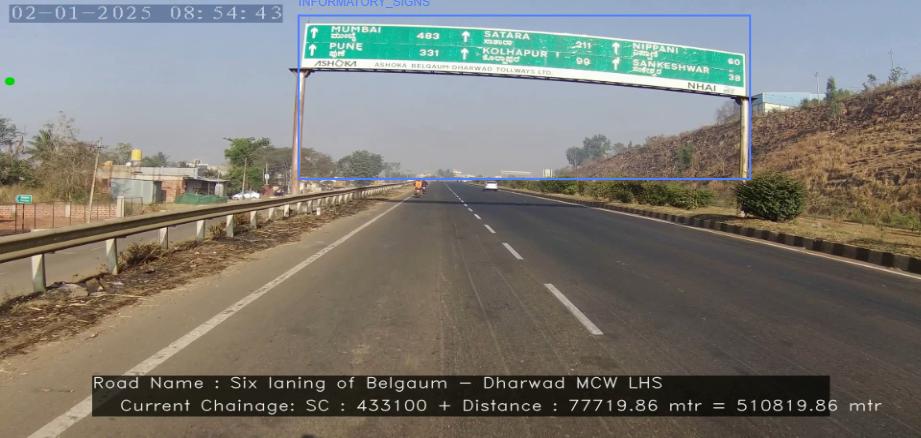 INFORMATORY_SIGNS
02-01-2025 08:54:43
MUMBAI 483
ಮುಂಬೈ
PUNE 331
ಪುಣೆ
SATARA 211
ಸಾತಾರಾ
KOLHAPUR 99
ಕೊಲ್ಹಾಪುರ
NIPPANI 60
ನಿಪ್ಪಾಣಿ
SANKESHWAR 38
ಸಂಕೇಶ್ವರ
ASHOKA ASHOKA BELGAUM DHARWAD TOLLWAYS LTD.
NHAI
Road Name : Six laning of Belgaum - Dharwad MCW LHS
Current Chainage: SC : 433100 + Distance : 77719.86 mtr = 510819.86 mtr